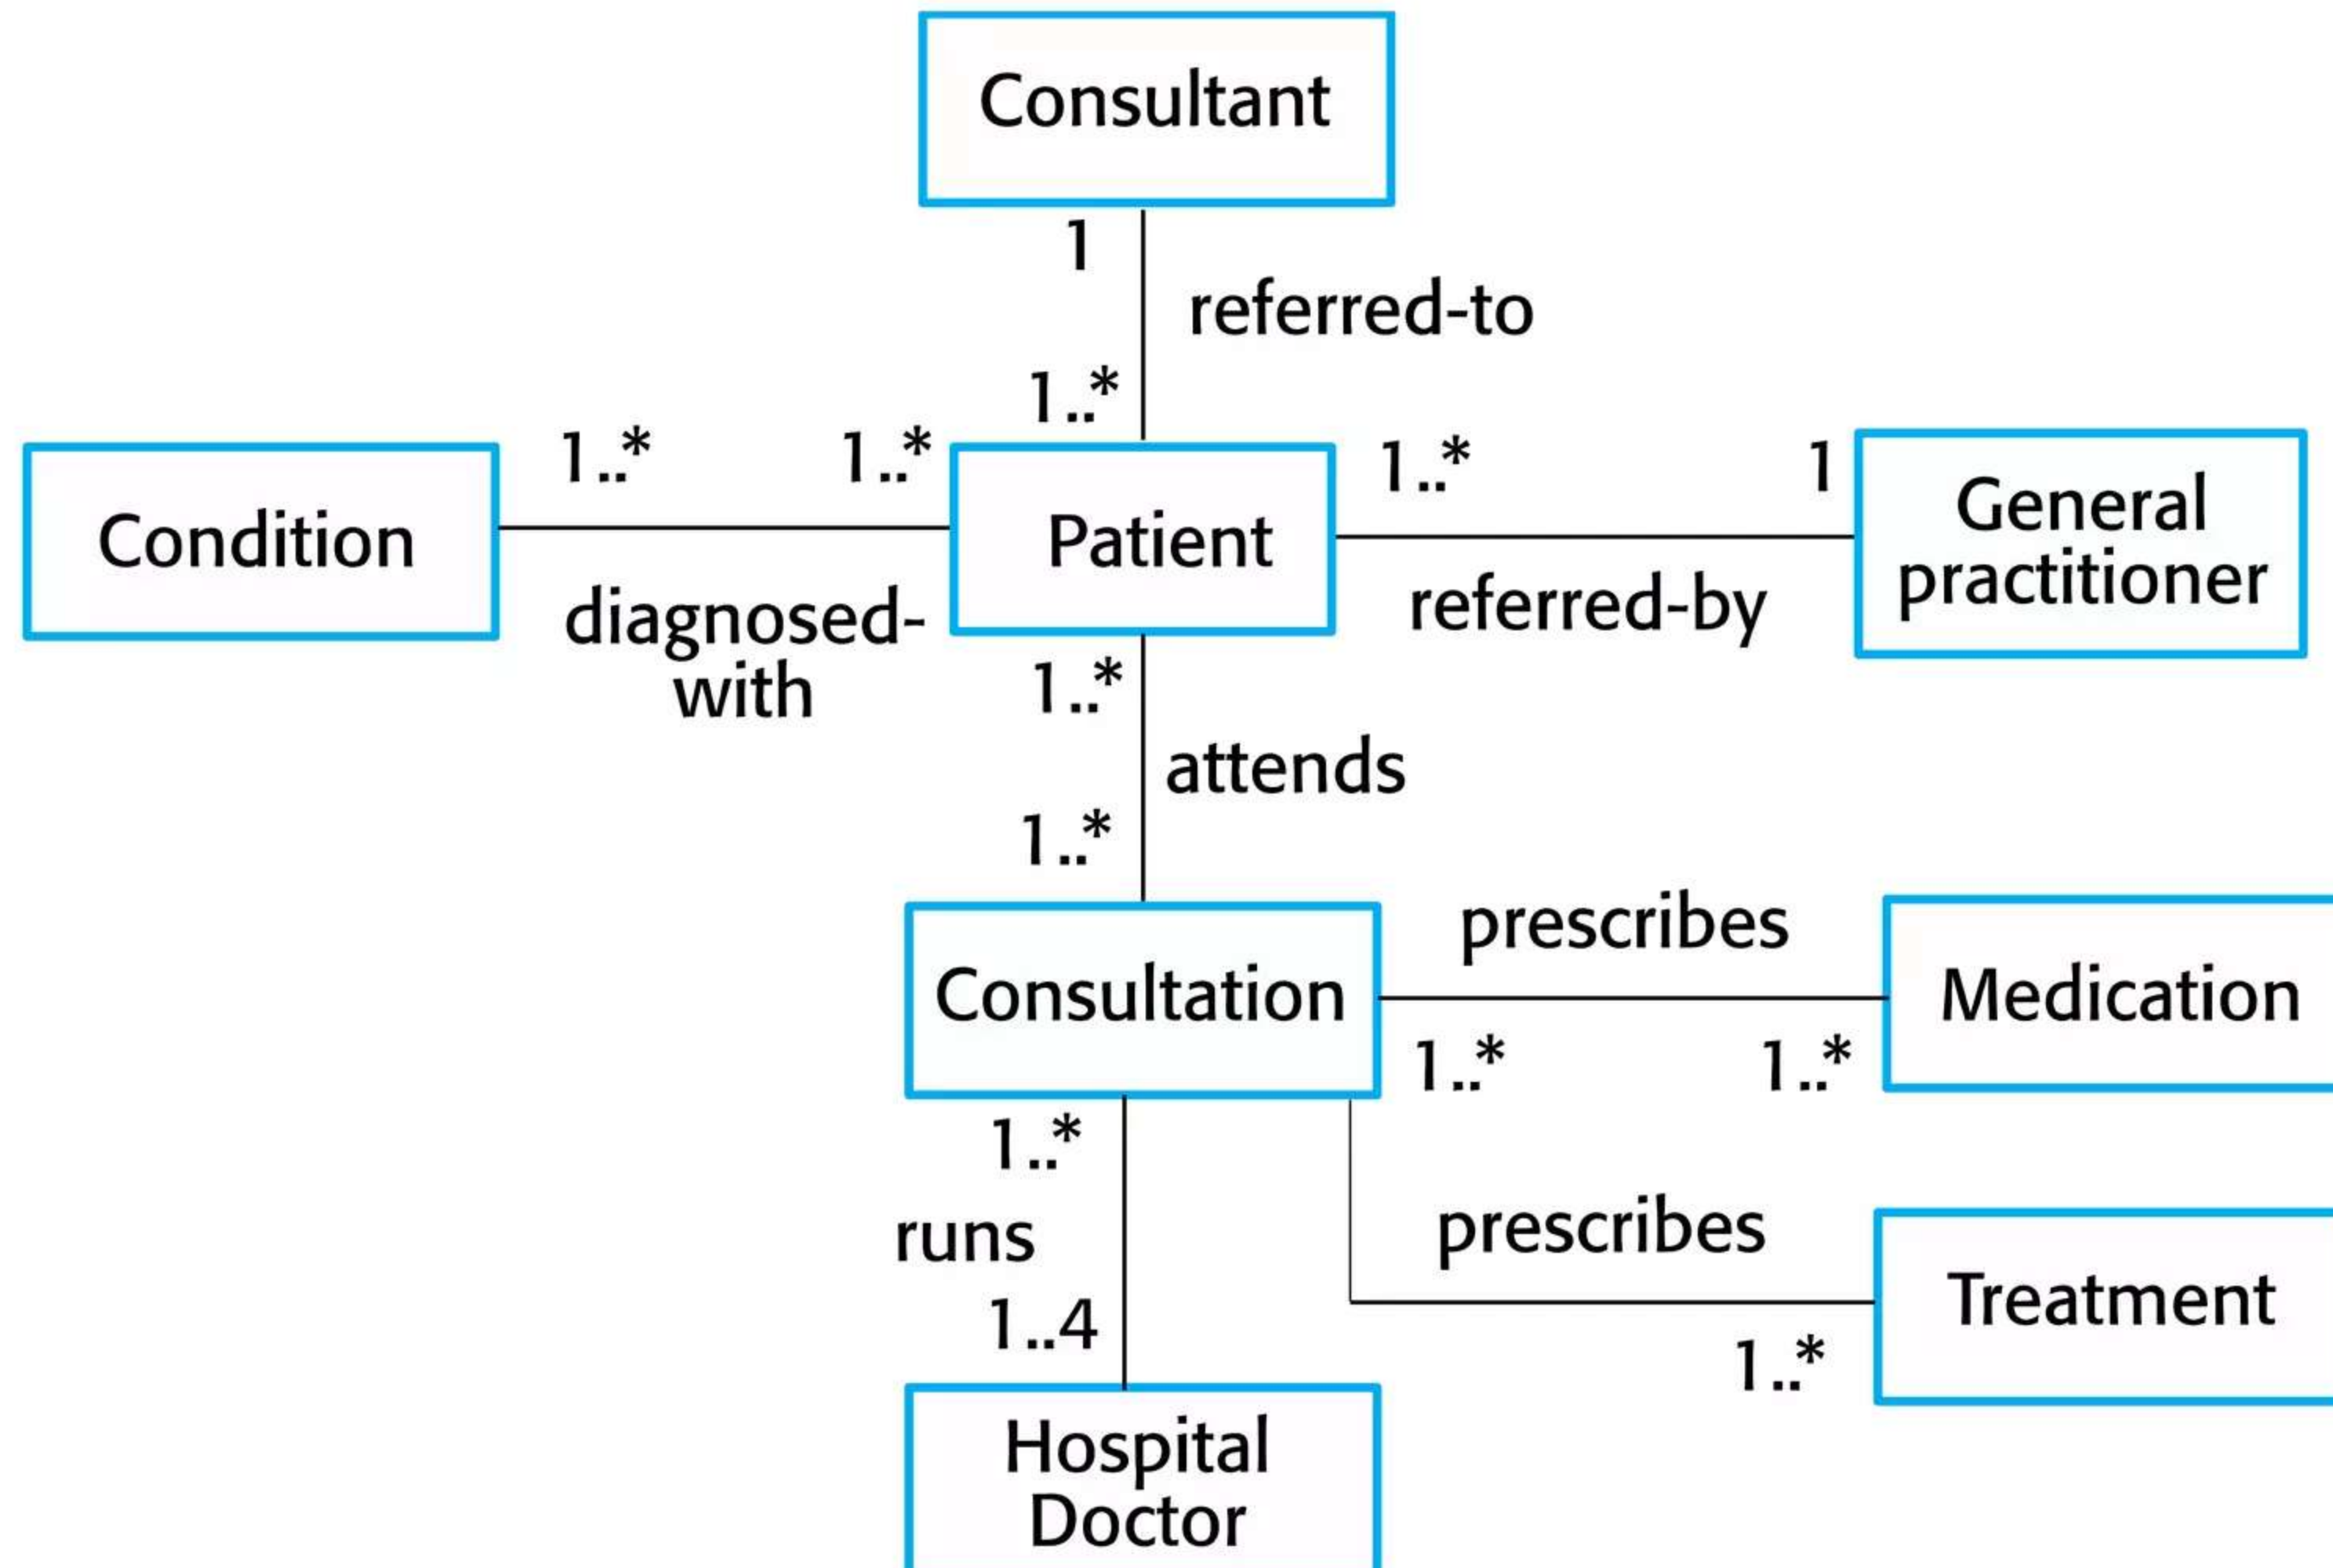 Consultant
1
referred-to
1..*
Condition
1..*
1..*
diagnosed-
with
Patient
1..*
1
referred-by
General
practitioner
1..*
attends
1..*
Consultation
prescribes
1..*
1..*
Medication
1..*
runs
1..4
prescribes
1..*
Treatment
Hospital
Doctor